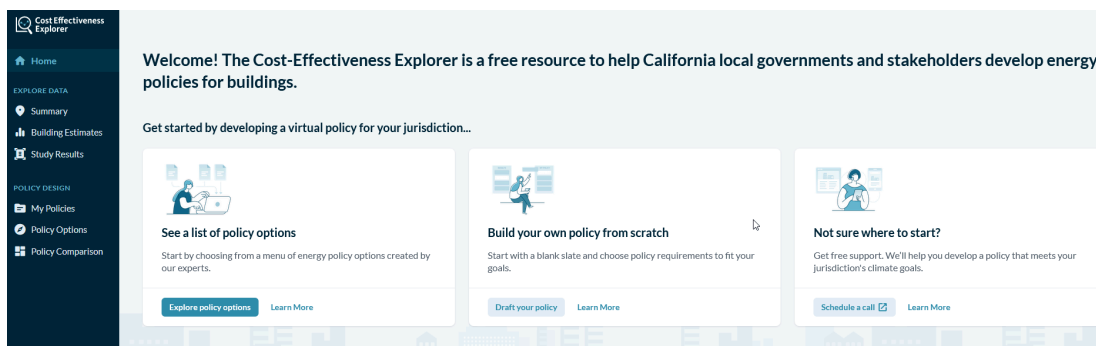 Cost Effectiveness
Explorer
Home
EXPLORE DATA
Summary
Building Estimates
Study Results
POLICY DESIGN
My Policies
Policy Options
Policy Comparison
Welcome! The Cost-Effectiveness Explorer is a free resource to help California local governments and stakeholders develop energy
policies for buildings.
Get started by developing a virtual policy for your jurisdiction...
See a list of policy options
Start by choosing from a menu of energy policy options created by
our experts.
Explore policy options Learn More
Build your own policy from scratch
Start with a blank slate and choose policy requirements to fit your
goals.
Draft your policy Learn More
Not sure where to start?
Get free support. We'll help you develop a policy that meets your
jurisdiction's climate goals.
Schedule a call Learn More